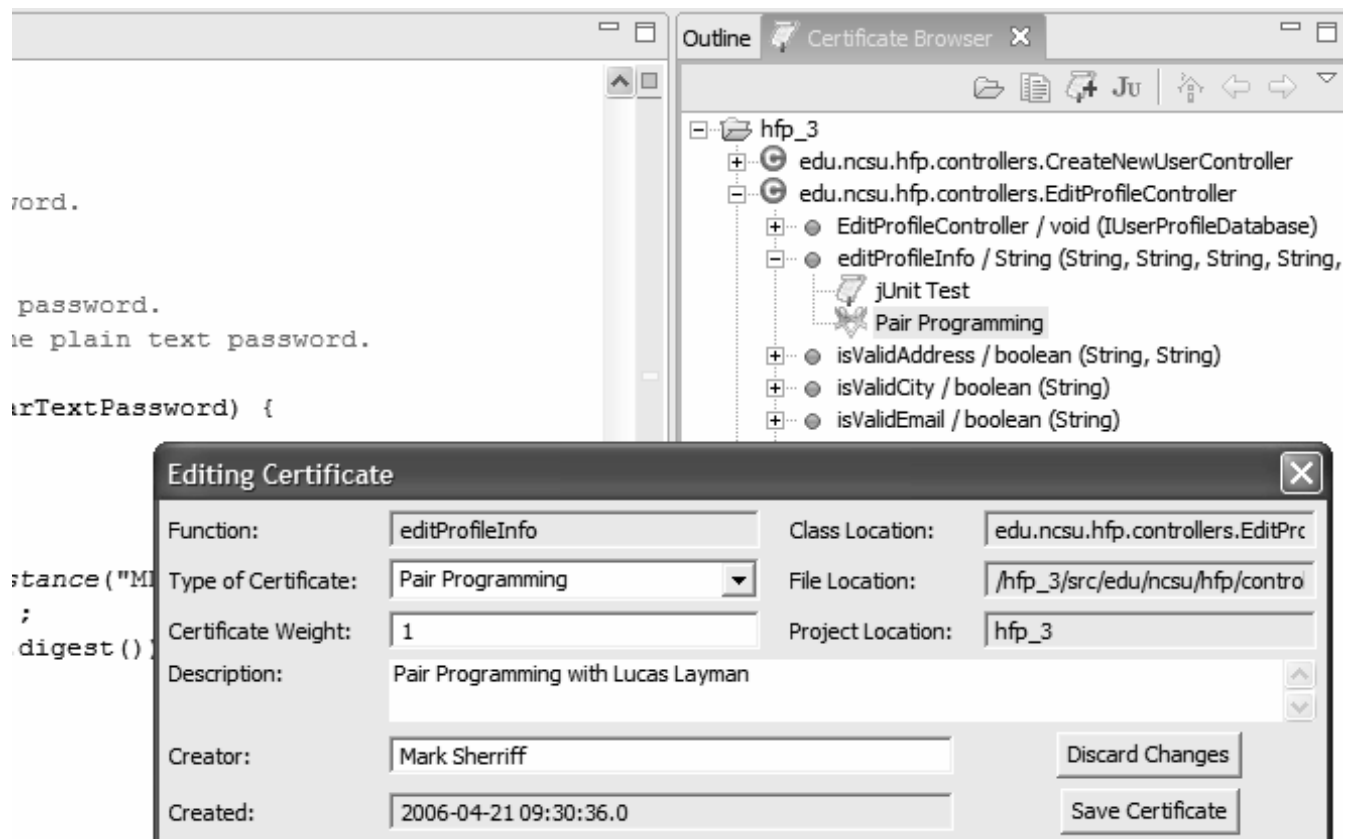 Outline Certificate Browser
JU
hfp_3
edu.ncsu.hfp.controllers.CreateNewUserController
edu.ncsu.hfp.controllers.EditProfileController
EditProfileController / void (IUserProfileDatabase)
editProfileInfo / String (String, String, String, String,
jUnit Test
Pair Programming
isValidAddress / boolean (String, String)
isValidCity / boolean (String)
isValidEmail / boolean (String)
password.
plain text password.
rTextPassword) {
stance("M
;
.digest()
Editing Certificate
Function: editProfileInfo Class Location: edu.ncsu.hfp.controllers.EditPrc
Type of Certificate: Pair Programming File Location: /hfp_3/src/edu/ncsu/hfp/control
Certificate Weight: 1 Project Location: hfp_3
Description: Pair Programming with Lucas Layman
Creator: Mark Sherriff Discard Changes
Created: 2006-04-21 09:30:36.0 Save Certificate